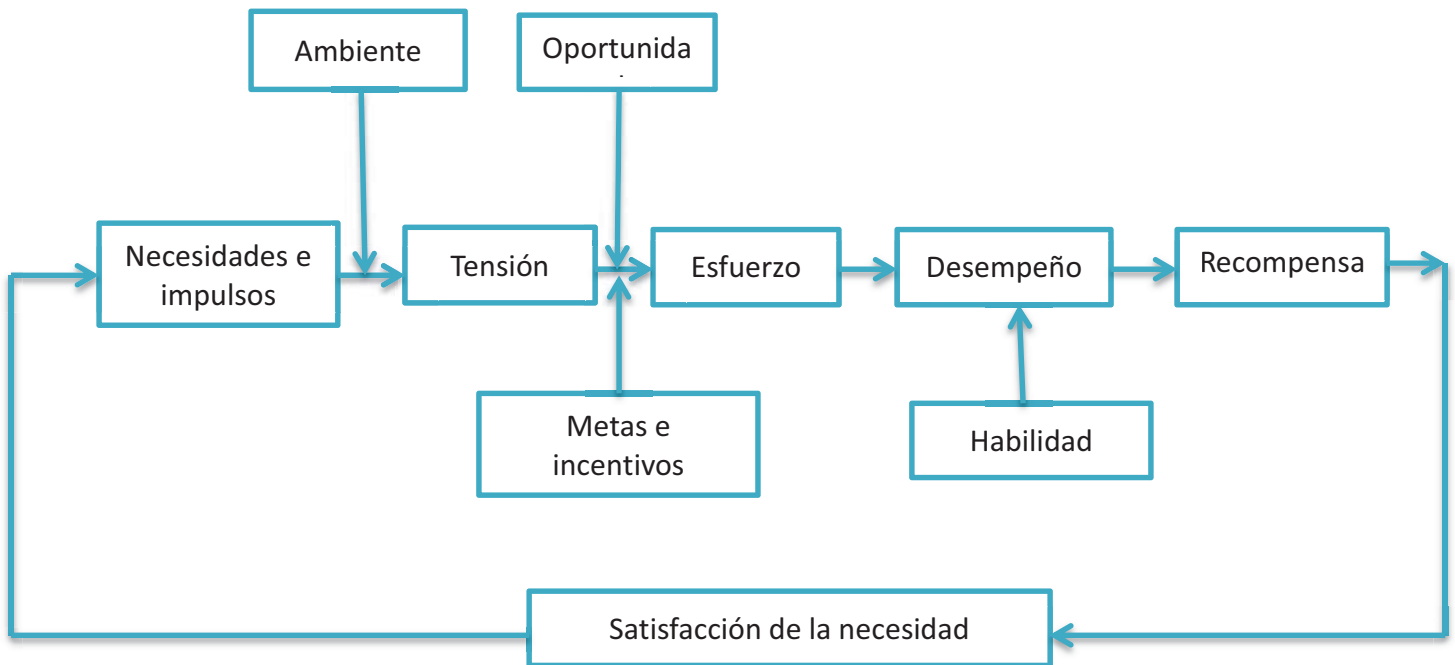 Ambiente
Oportunida
Necesidades e
impulsos
Tensión
Esfuerzo
Desempeño
Recompensa
Metas e
incentivos
Habilidad
Satisfacción de la necesidad